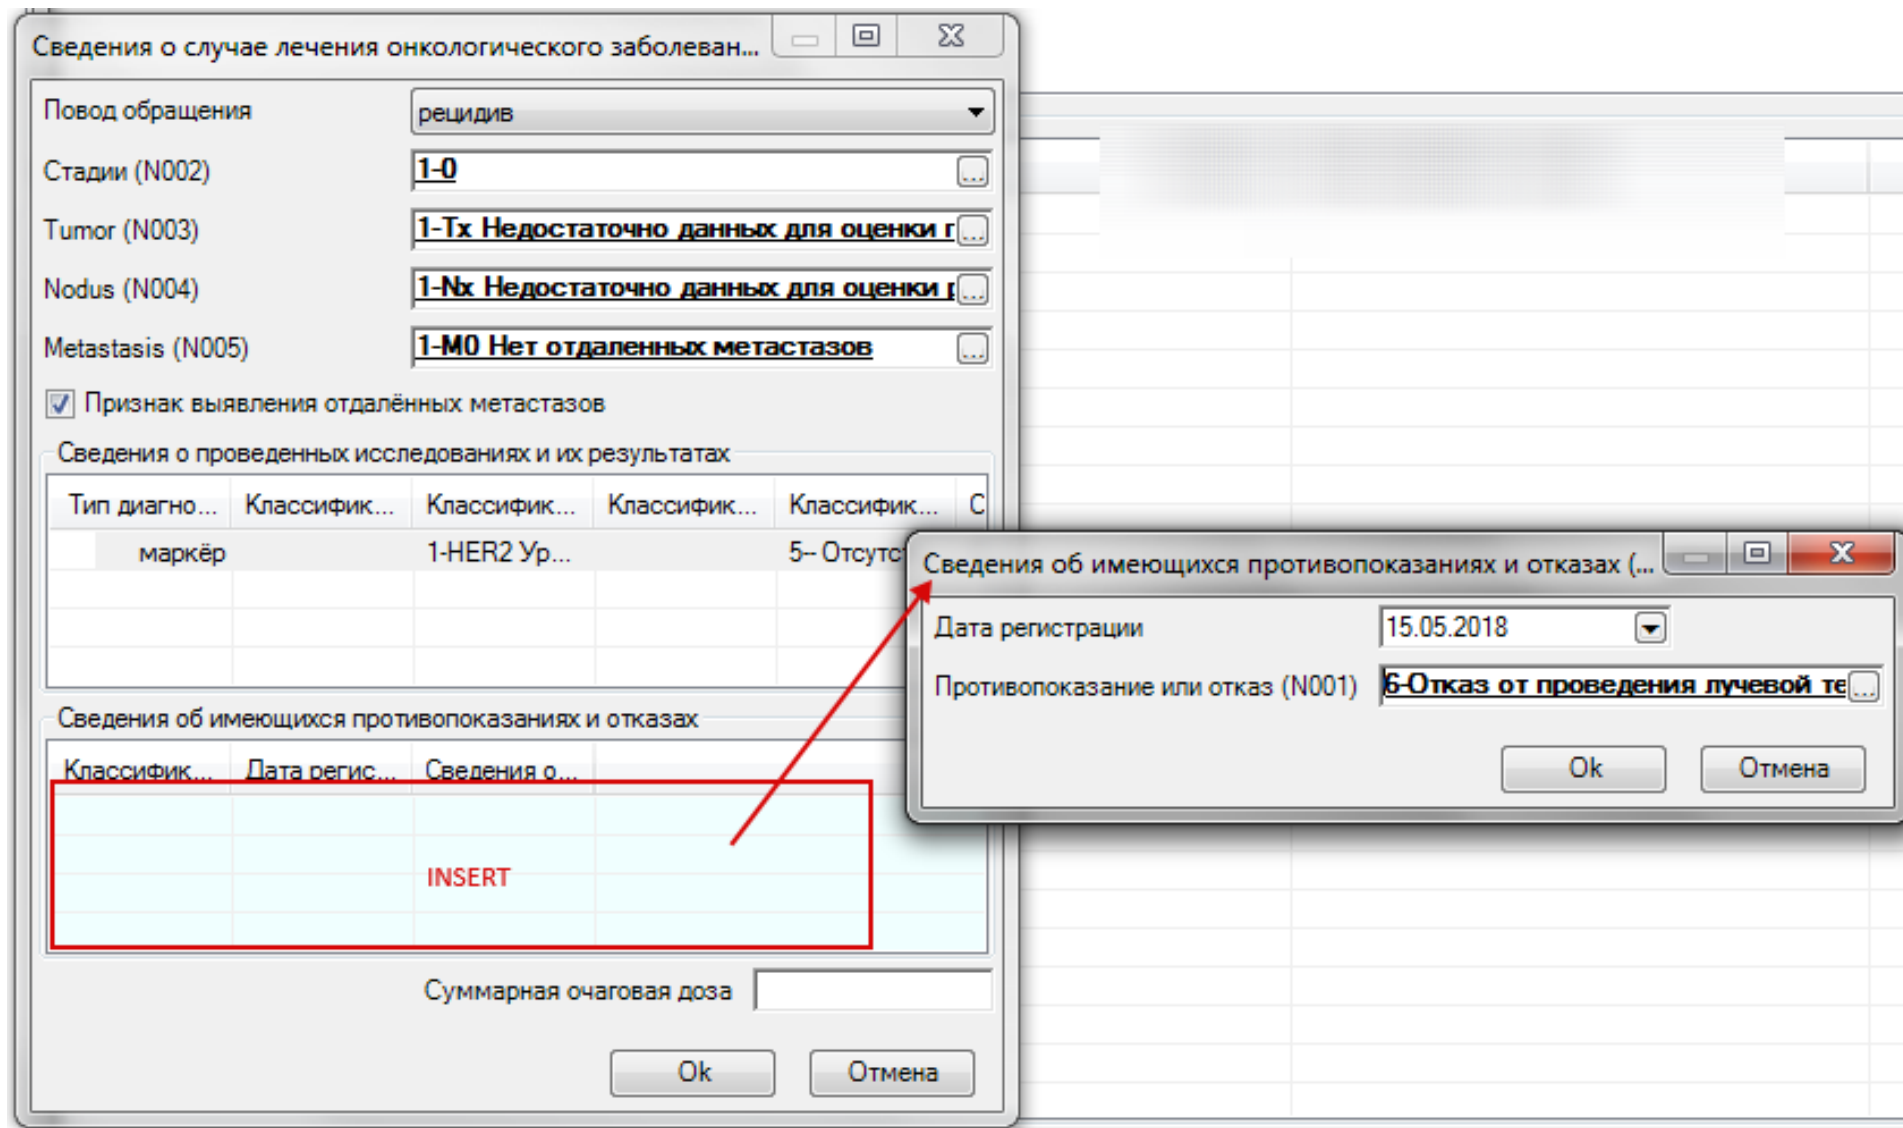 Сведения о случае лечения онкологического заболеван...
Повод обращения
рецидив
Стадии (N002)
1-0
Tumor (N003)
1-Tx Недостаточно данных для оценки
Nodus (N004)
1-Nx Недостаточно данных для оценки
Metastasis (N005)
1-M0 Нет отдаленных метастазов
Признак выявления отдалённых метастазов
Сведения о проведенных исследованиях и их результатах
Тип диагно... Классифик... Классифик... Классифик... Классифик... С
маркёр 1-HER2 Ур... 5-- Отсутс
Сведения об имеющихся противопоказаниях и отказах
Классифик... Дата регис... Сведения о...
INSERT
Суммарная очаговая доза
Ok Отмена
Сведения об имеющихся противопоказаниях и отказах (...
Дата регистрации
15.05.2018
Противопоказание или отказ (N001)
6-Отказ от проведения лучевой те
Ok Отмена